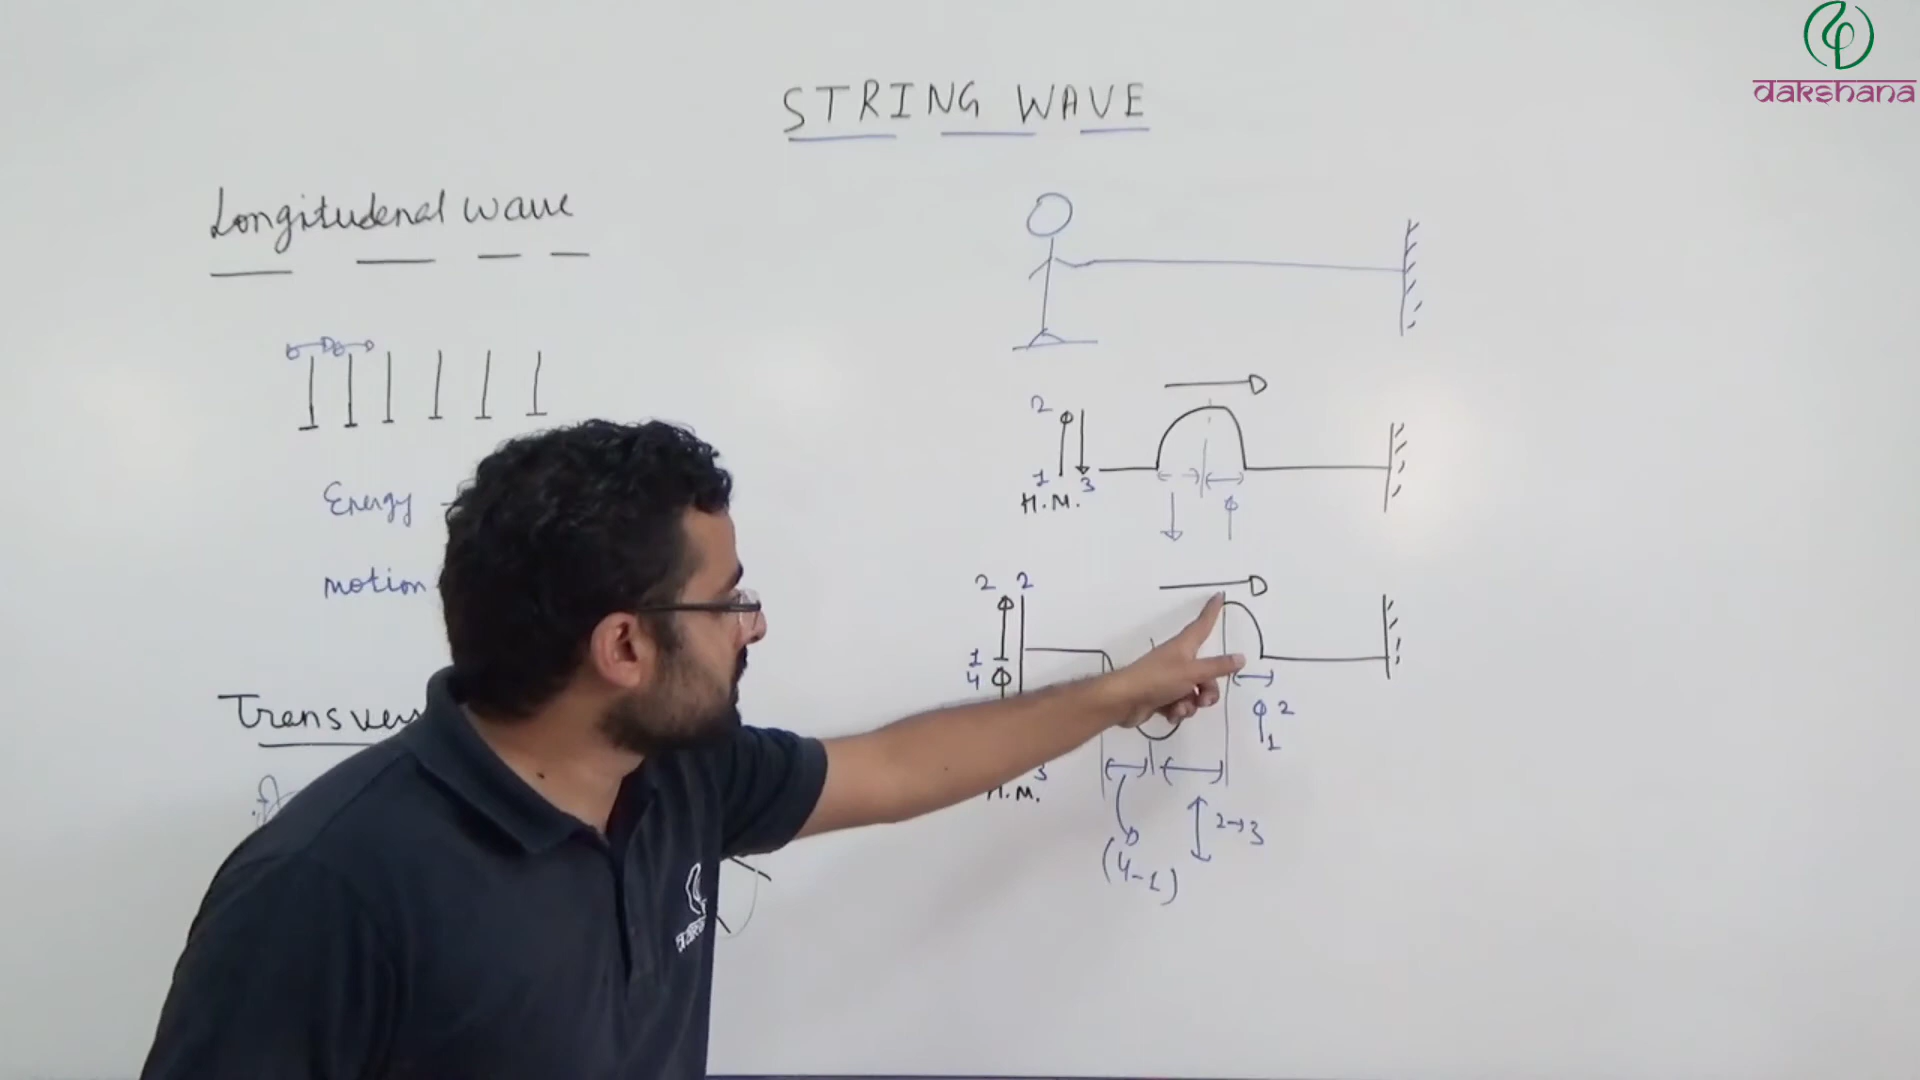 dakshana
STRING WAVE
Longitudenal wave
Energy
motion
Transver
2
1 3
H.M.
2 2
1
4
3
H.M.
2
1
2→3
(4-1)